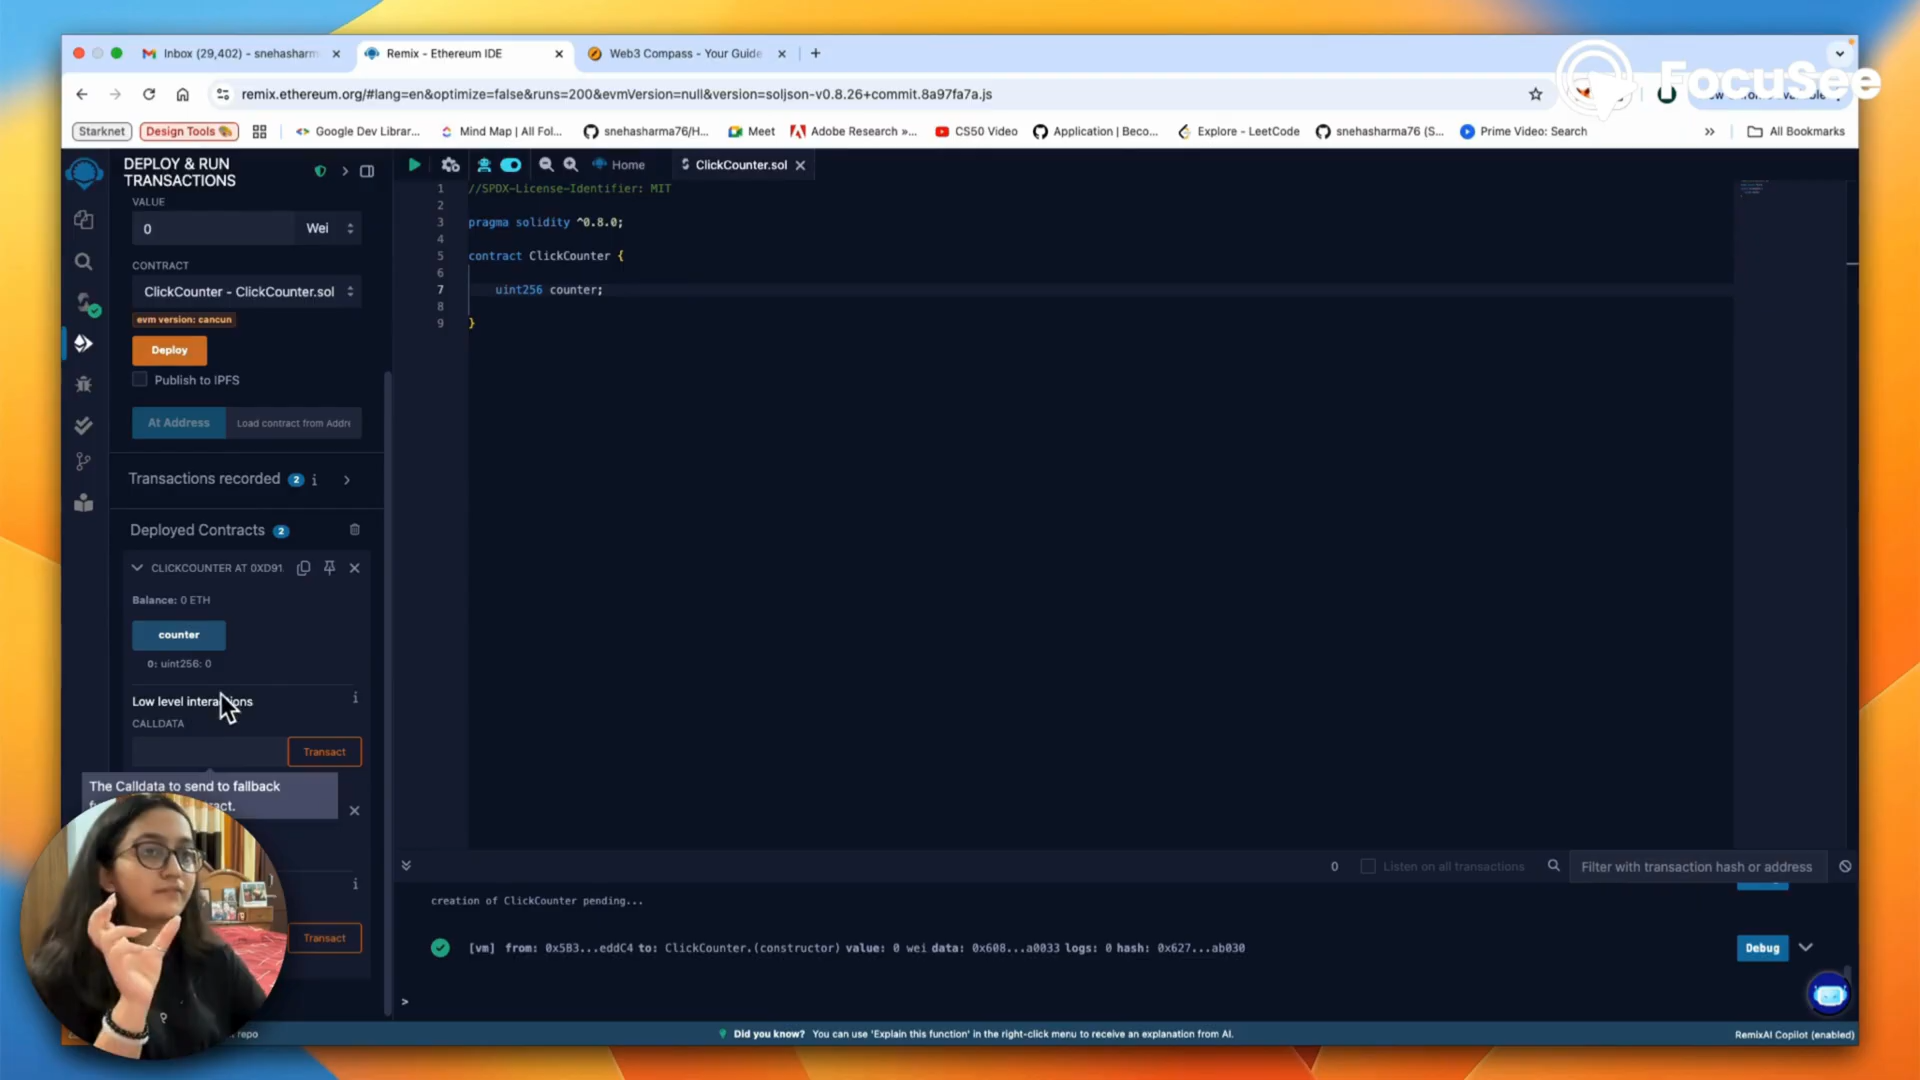 Inbox (29,402) - snehasharm
Remix - Ethereum IDE
Web3 Compass - Your Guide
FocuSee
remix.ethereum.org/#lang=en&optimize=false&runs=200&evmVersion=null&version=soljson-v0.8.26+commit.8a97fa7a.js
Starknet
Design Tools
Google Dev Librar...
Mind Map | All Fol...
snehasharma76/H...
Meet
Adobe Research »...
CS50 Video
Application | Beco...
Explore - LeetCode
snehasharma76 (S...
Prime Video: Search
»
All Bookmarks
DEPLOY & RUN
TRANSACTIONS
Home
ClickCounter.sol
VALUE
0
Wei
CONTRACT
ClickCounter - ClickCounter.sol
evm version: cancun
Deploy
Publish to IPFS
At Address
Load contract from Addre
Transactions recorded 2 i
Deployed Contracts 2
CLICKCOUNTER AT 0XD91
Balance: 0 ETH
counter
0: uint256: 0
Low level interactions
i
CALLDATA
Transact
The Calldata to send to fallback
i
Transact
1 //SPDX-License-Identifier: MIT
2
3 pragma solidity ^0.8.0;
4
5 contract ClickCounter {
6
7 uint256 counter;
8
9 }
0
Listen on all transactions
Filter with transaction hash or address
creation of ClickCounter pending...
[vm] from: 0x5B3...eddC4 to: ClickCounter.(constructor) value: 0 wei data: 0x608...a0033 logs: 0 hash: 0x627...ab030
Debug
>
repo
Did you know? You can use 'Explain this function' in the right-click menu to receive an explanation from AI.
RemixAI Copilot (enabled)